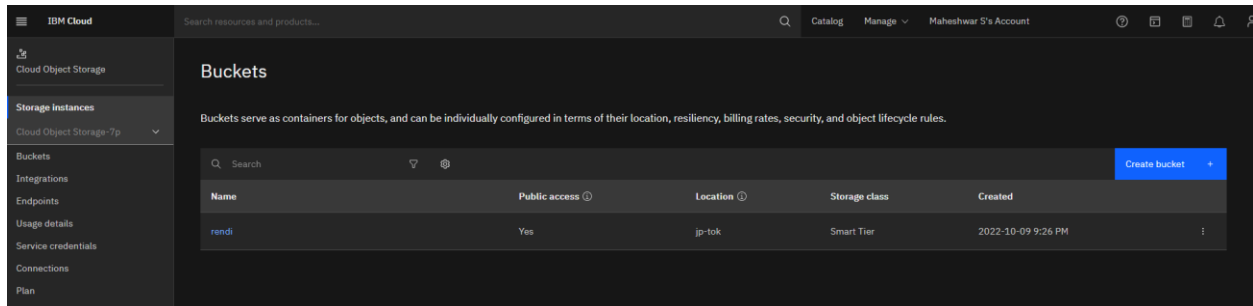 IBM Cloud
Search resources and products...
Catalog
Manage
Maheshwar S's Account
Cloud Object Storage
Storage instances
Cloud Object Storage-7p
Buckets
Integrations
Endpoints
Usage details
Service credentials
Connections
Plan
Buckets
Buckets serve as containers for objects, and can be individually configured in terms of their location, resiliency, billing rates, security, and object lifecycle rules.
Search
Create bucket +
Name Public access Location Storage class Created
rendi Yes jp-tok Smart Tier 2022-10-09 9:26 PM